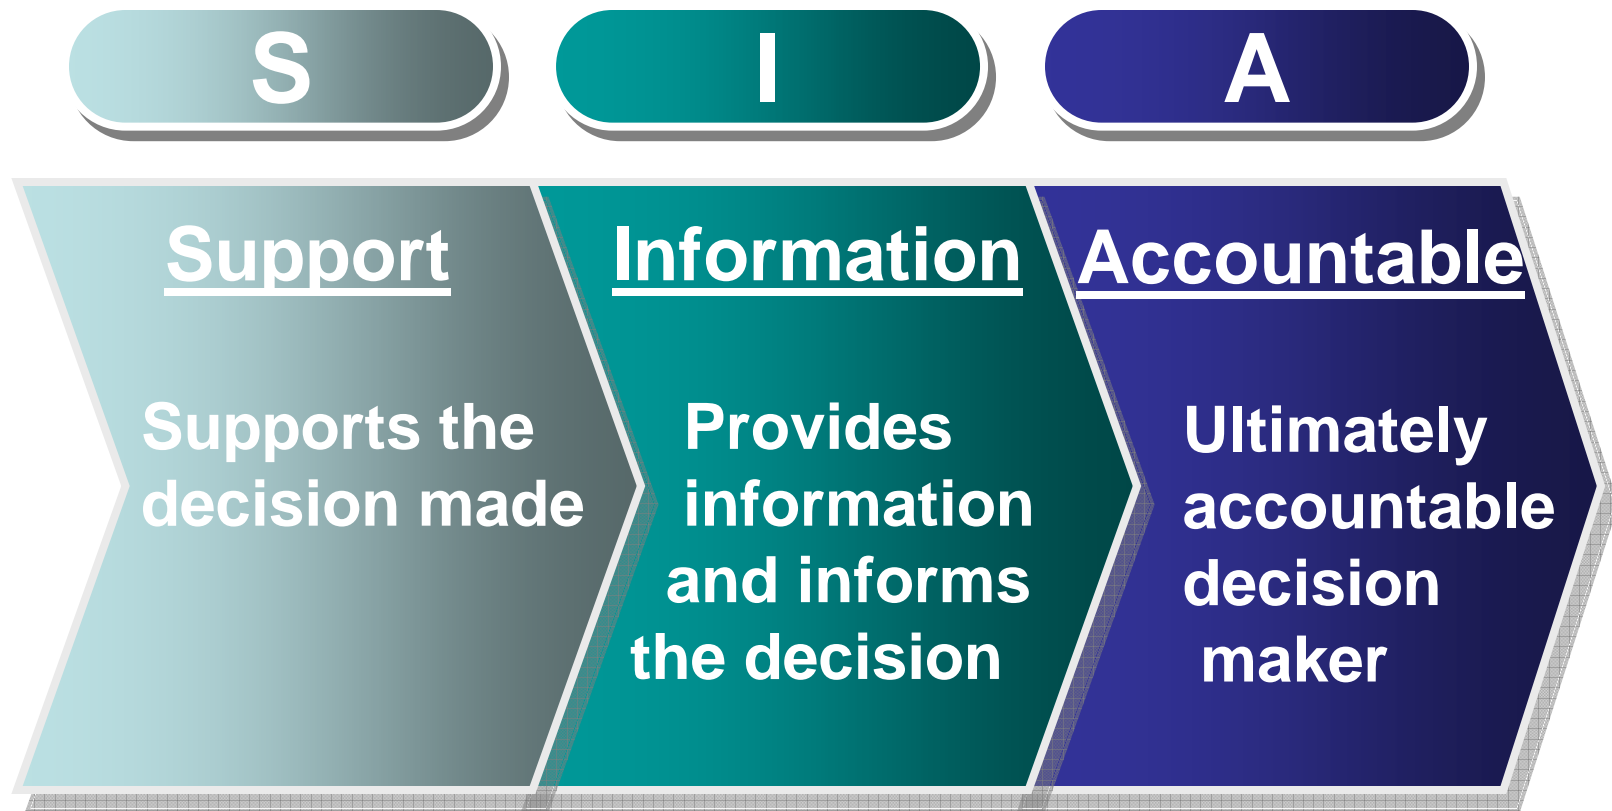 S
I
A
Support
Supports the
decision made
Information
Provides
information
and informs
the decision
Accountable
Ultimately
accountable
decision
maker